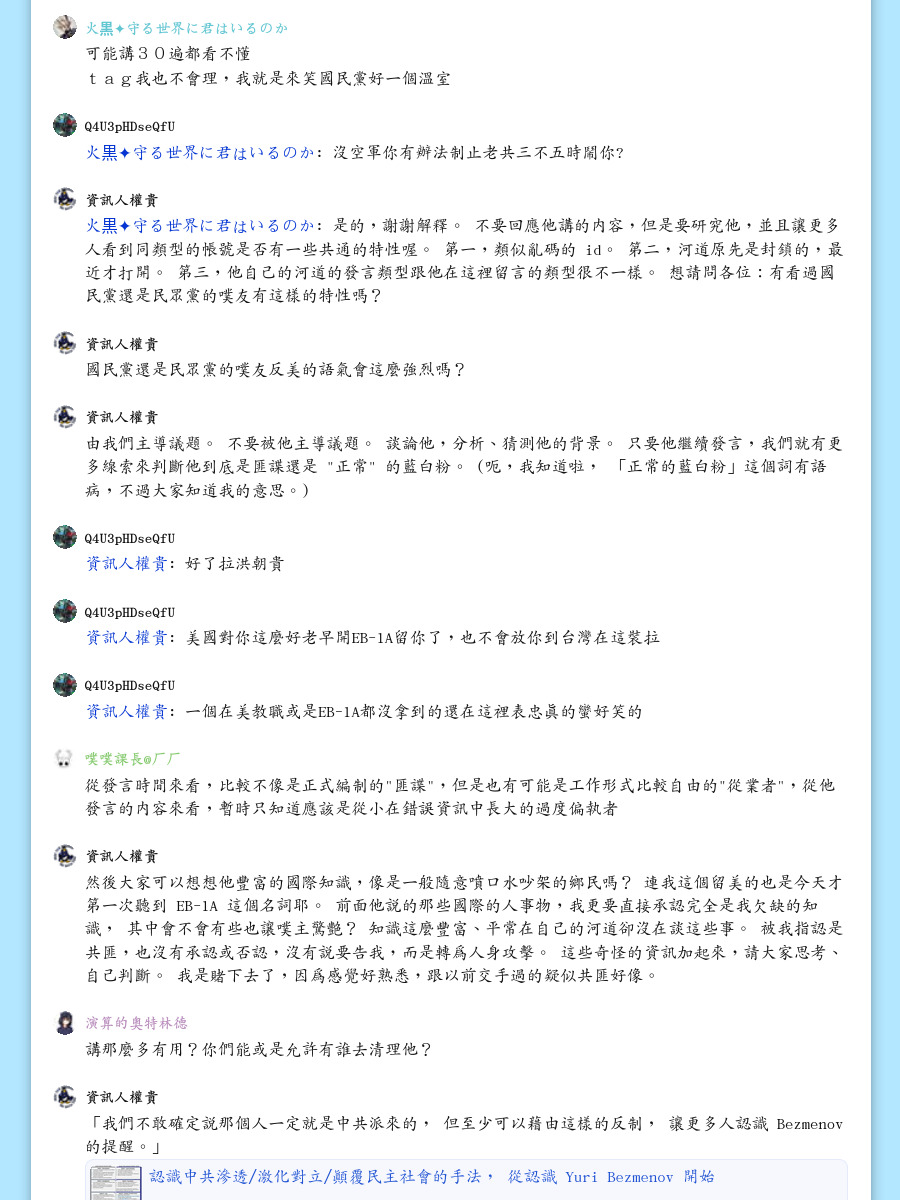 火黒✦守る世界に君はいるのか
可能講３０遍都看不懂
ｔａｇ我也不會理，我就是來笑國民黨好一個溫室
Q4U3pHDseQfU
火黒✦守る世界に君はいるのか: 沒空軍你有辦法制止老共三不五時鬧你?
資訊人權貴
火黒✦守る世界に君はいるのか: 是的，謝謝解釋。 不要回應他講的內容，但是要研究他，並且讓更多
人看到同類型的帳號是否有一些共通的特性喔。 第一，類似亂碼的 id。 第二，河道原先是封鎖的，最
近才打開。 第三，他自己的河道的發言類型跟他在這裡留言的類型很不一樣。 想請問各位：有看過國
民黨還是民眾黨的噗友有這樣的特性嗎？
資訊人權貴
國民黨還是民眾黨的噗友反美的語氣會這麼強烈嗎？
資訊人權貴
由我們主導議題。 不要被他主導議題。 談論他，分析、猜測他的背景。 只要他繼續發言，我們就有更
多線索來判斷他到底是匪諜還是 "正常" 的藍白粉。 (呃，我知道啦， 「正常的藍白粉」這個詞有語
病，不過大家知道我的意思。)
Q4U3pHDseQfU
資訊人權貴: 好了拉洪朝貴
Q4U3pHDseQfU
資訊人權貴: 美國對你這麼好老早開EB-1A留你了，也不會放你到台灣在這裝拉
Q4U3pHDseQfU
資訊人權貴: 一個在美教職或是EB-1A都沒拿到的還在這裡表忠真的蠻好笑的
噗噗課長@厂厂
從發言時間來看，比較不像是正式編制的"匪諜"，但是也有可能是工作形式比較自由的"從業者"，從他
發言的內容來看，暫時只知道應該是從小在錯誤資訊中長大的過度偏執者
資訊人權貴
然後大家可以想想他豐富的國際知識，像是一般隨意噴口水吵架的鄉民嗎？ 連我這個留美的也是今天才
第一次聽到 EB-1A 這個名詞耶。 前面他說的那些國際的人事物，我更要直接承認完全是我欠缺的知
識， 其中會不會有些也讓噗主驚艷？ 知識這麼豐富、平常在自己的河道卻沒在談這些事。 被我指認是
共匪，也沒有承認或否認，沒有說要告我，而是轉為人身攻擊。 這些奇怪的資訊加起來，請大家思考、
自己判斷。 我是賭下去了，因為感覺好熟悉，跟以前交手過的疑似共匪好像。
演算的奧特林德
講那麼多有用？你們能或是允許有誰去清理他？
資訊人權貴
「我們不敢確定說那個人一定就是中共派來的， 但至少可以藉由這樣的反制， 讓更多人認識 Bezmenov
的提醒。」
認識中共滲透/激化對立/顛覆民主社會的手法， 從認識 Yuri Bezmenov 開始